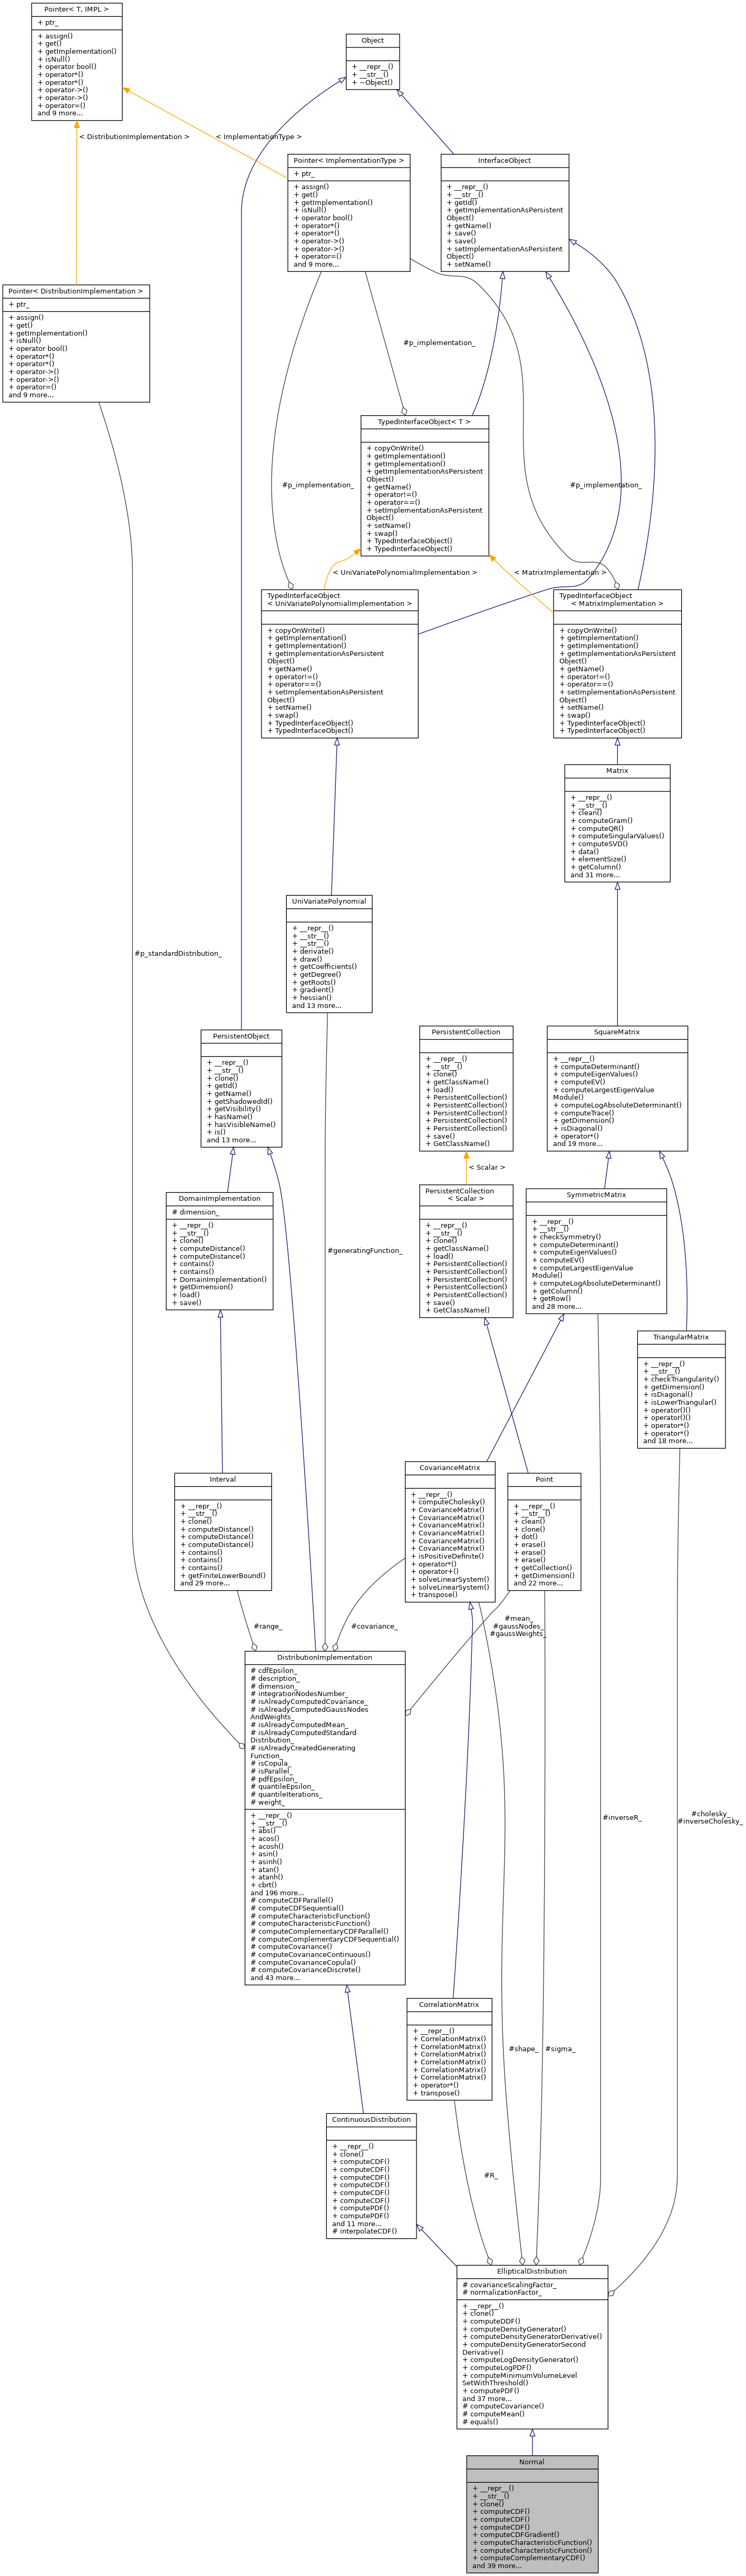 Pointer< T, IMPL >
+ ptr_
+ assign()
+ get()
+ getImplementation()
+ isNull()
+ operator bool()
+ operator*()
+ operator*()
+ operator->()
+ operator->()
+ operator=()
and 9 more...
Object
+ __repr__()
+ __str__()
+ ~Object()
< DistributionImplementation >
< ImplementationType >
Pointer< ImplementationType >
+ ptr_
+ assign()
+ get()
+ getImplementation()
+ isNull()
+ operator bool()
+ operator*()
+ operator*()
+ operator->()
+ operator->()
+ operator=()
and 9 more...
InterfaceObject
+ __repr__()
+ __str__()
+ getId()
+ getImplementationAsPersistent
Object()
+ getName()
+ save()
+ save()
+ setImplementationAsPersistent
Object()
+ setName()
Pointer< DistributionImplementation >
+ ptr_
+ assign()
+ get()
+ getImplementation()
+ isNull()
+ operator bool()
+ operator*()
+ operator*()
+ operator->()
+ operator->()
+ operator=()
and 9 more...
#p_implementation_
TypedInterfaceObject< T >
+ copyOnWrite()
+ getImplementation()
+ getImplementation()
+ getImplementationAsPersistent
Object()
+ getName()
+ operator!=()
+ operator==()
+ setImplementationAsPersistent
Object()
+ setName()
+ swap()
+ TypedInterfaceObject()
+ TypedInterfaceObject()
#p_implementation_
#p_implementation_
< UniVariatePolynomialImplementation >
< MatrixImplementation >
TypedInterfaceObject
< UniVariatePolynomialImplementation >
+ copyOnWrite()
+ getImplementation()
+ getImplementation()
+ getImplementationAsPersistent
Object()
+ getName()
+ operator!=()
+ operator==()
+ setImplementationAsPersistent
Object()
+ setName()
+ swap()
+ TypedInterfaceObject()
+ TypedInterfaceObject()
TypedInterfaceObject
< MatrixImplementation >
+ copyOnWrite()
+ getImplementation()
+ getImplementation()
+ getImplementationAsPersistent
Object()
+ getName()
+ operator!=()
+ operator==()
+ setImplementationAsPersistent
Object()
+ setName()
+ swap()
+ TypedInterfaceObject()
+ TypedInterfaceObject()
Matrix
+ __repr__()
+ __str__()
+ clean()
+ computeGram()
+ computeQR()
+ computeSingularValues()
+ computeSVD()
+ data()
+ elementSize()
+ getColumn()
and 31 more...
UniVariatePolynomial
+ __repr__()
+ __str__()
+ __str__()
+ derivate()
+ draw()
+ getCoefficients()
+ getDegree()
+ getRoots()
+ gradient()
+ hessian()
and 13 more...
#p_standardDistribution_
PersistentObject
+ __repr__()
+ __str__()
+ clone()
+ getId()
+ getName()
+ getShadowedId()
+ getVisibility()
+ hasName()
+ hasVisibleName()
+ is()
and 13 more...
PersistentCollection
+ __repr__()
+ __str__()
+ clone()
+ getClassName()
+ load()
+ PersistentCollection()
+ PersistentCollection()
+ PersistentCollection()
+ PersistentCollection()
+ PersistentCollection()
+ save()
+ GetClassName()
SquareMatrix
+ __repr__()
+ computeDeterminant()
+ computeEigenValues()
+ computeEV()
+ computeLargestEigenValue
Module()
+ computeLogAbsoluteDeterminant()
+ computeTrace()
+ getDimension()
+ isDiagonal()
+ operator*()
and 19 more...
< Scalar >
DomainImplementation
# dimension_
+ __repr__()
+ __str__()
+ clone()
+ computeDistance()
+ computeDistance()
+ contains()
+ contains()
+ DomainImplementation()
+ getDimension()
+ load()
+ save()
#generatingFunction_
PersistentCollection
< Scalar >
+ __repr__()
+ __str__()
+ clone()
+ getClassName()
+ load()
+ PersistentCollection()
+ PersistentCollection()
+ PersistentCollection()
+ PersistentCollection()
+ PersistentCollection()
+ save()
+ GetClassName()
SymmetricMatrix
+ __repr__()
+ __str__()
+ checkSymmetry()
+ computeDeterminant()
+ computeEigenValues()
+ computeEV()
+ computeLargestEigenValue
Module()
+ computeLogAbsoluteDeterminant()
+ getColumn()
+ getRow()
and 28 more...
TriangularMatrix
+ __repr__()
+ __str__()
+ checkTriangularity()
+ getDimension()
+ isDiagonal()
+ isLowerTriangular()
+ operator()()
+ operator()()
+ operator*()
+ operator*()
and 18 more...
Interval
+ __repr__()
+ __str__()
+ clone()
+ computeDistance()
+ computeDistance()
+ computeDistance()
+ contains()
+ contains()
+ contains()
+ getFiniteLowerBound()
and 29 more...
CovarianceMatrix
+ __repr__()
+ computeCholesky()
+ CovarianceMatrix()
+ CovarianceMatrix()
+ CovarianceMatrix()
+ CovarianceMatrix()
+ CovarianceMatrix()
+ CovarianceMatrix()
+ isPositiveDefinite()
+ operator*()
+ operator+()
+ solveLinearSystem()
+ solveLinearSystem()
+ transpose()
Point
+ __repr__()
+ __str__()
+ clean()
+ clone()
+ dot()
+ erase()
+ erase()
+ erase()
+ getCollection()
+ getDimension()
and 22 more...
#range_
#covariance_
#mean_
#gaussNodes_
#gaussWeights_
DistributionImplementation
# cdfEpsilon_
# description_
# dimension_
# integrationNodesNumber_
# isAlreadyComputedCovariance_
# isAlreadyComputedGaussNodes
AndWeights_
# isAlreadyComputedMean_
# isAlreadyComputedStandard
Distribution_
# isAlreadyCreatedGenerating
Function_
# isCopula_
# isParallel_
# pdfEpsilon_
# quantileEpsilon_
# quantileIterations_
# weight_
+ __repr__()
+ __str__()
+ abs()
+ acos()
+ acosh()
+ asin()
+ asinh()
+ atan()
+ atanh()
+ cbrt()
and 196 more...
# computeCDFParallel()
# computeCDFSequential()
# computeCharacteristicFunction()
# computeCharacteristicFunction()
# computeComplementaryCDFParallel()
# computeComplementaryCDFSequential()
# computeCovariance()
# computeCovarianceContinuous()
# computeCovarianceCopula()
# computeCovarianceDiscrete()
and 43 more...
#inverseR_
#cholesky_
#inverseCholesky_
CorrelationMatrix
+ __repr__()
+ CorrelationMatrix()
+ CorrelationMatrix()
+ CorrelationMatrix()
+ CorrelationMatrix()
+ CorrelationMatrix()
+ CorrelationMatrix()
+ operator*()
+ transpose()
#shape_
#sigma_
ContinuousDistribution
+ __repr__()
+ clone()
+ computeCDF()
+ computeCDF()
+ computeCDF()
+ computeCDF()
+ computeCDF()
+ computeCDF()
+ computePDF()
+ computePDF()
and 11 more...
# interpolateCDF()
#R_
EllipticalDistribution
# covarianceScalingFactor_
# normalizationFactor_
+ __repr__()
+ clone()
+ computeDDF()
+ computeDensityGenerator()
+ computeDensityGeneratorDerivative()
+ computeDensityGeneratorSecond
Derivative()
+ computeLogDensityGenerator()
+ computeLogPDF()
+ computeMinimumVolumeLevel
SetWithThreshold()
+ computePDF()
and 37 more...
# computeCovariance()
# computeMean()
# equals()
Normal
+ __repr__()
+ __str__()
+ clone()
+ computeCDF()
+ computeCDF()
+ computeCDF()
+ computeCDFGradient()
+ computeCharacteristicFunction()
+ computeCharacteristicFunction()
+ computeComplementaryCDF()
and 39 more...